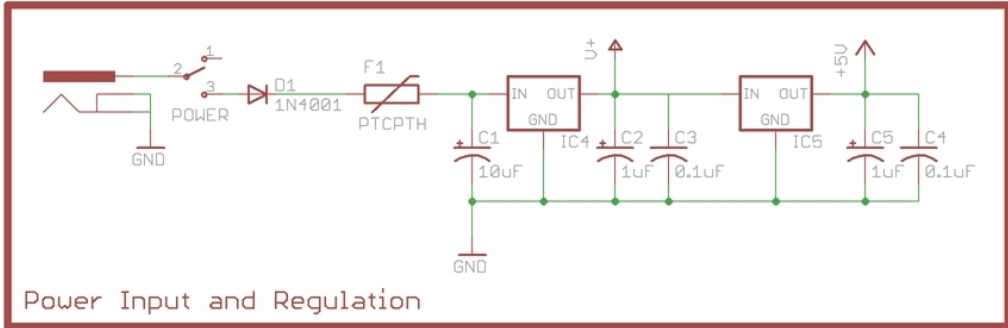 1
2
3
POWER
GND
D1
1N4001
F1
PTCPTH
C1
10uF
IN OUT
GND
IC4
V+
C2
1uF
C3
0.1uF
IN OUT
GND
IC5
+5V
C5
1uF
C4
0.1uF
GND
Power Input and Regulation